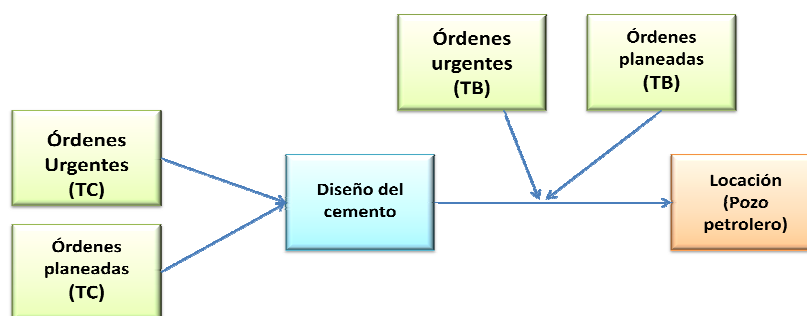 Órdenes
urgentes
(TB)
Órdenes
planeadas
(TB)
Órdenes
Urgentes
(TC)
Diseño del
cemento
Locación
(Pozo
petrolero)
Órdenes
planeadas
(TC)